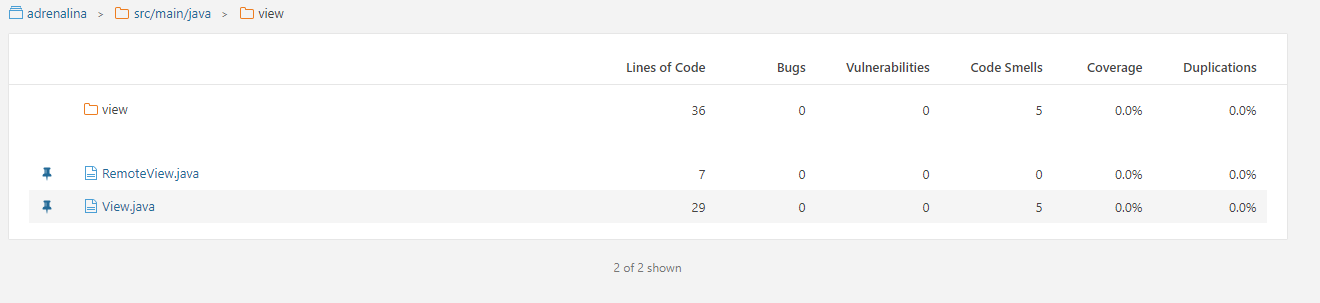 adrenalina > src/main/java > view
Lines of Code Bugs Vulnerabilities Code Smells Coverage Duplications
view 36 0 0 5 0.0% 0.0%
RemoteView.java 7 0 0 0 0.0% 0.0%
View.java 29 0 0 5 0.0% 0.0%
2 of 2 shown